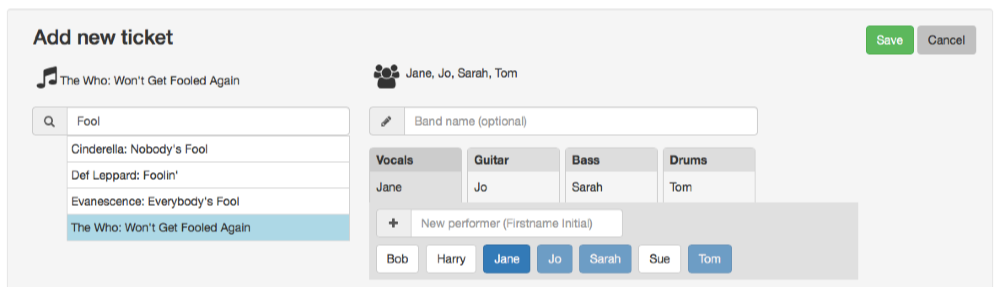 Add new ticket
Save Cancel
The Who: Won't Get Fooled Again
Jane, Jo, Sarah, Tom
Fool
Band name (optional)
Cinderella: Nobody's Fool
Def Leppard: Foolin'
Evanescence: Everybody's Fool
The Who: Won't Get Fooled Again
Vocals Guitar Bass Drums
Jane Jo Sarah Tom
New performer (Firstname Initial)
Bob Harry Jane Jo Sarah Sue Tom